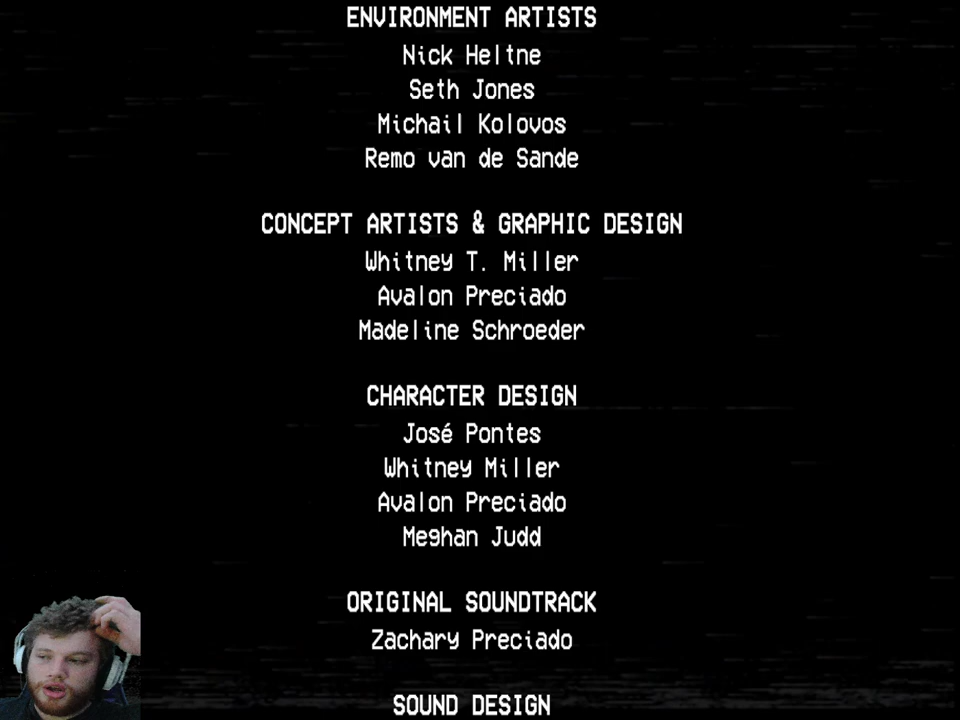 ENVIRONMENT ARTISTS
Nick Heltne
Seth Jones
Michail Kolovos
Remo van de Sande
CONCEPT ARTISTS & GRAPHIC DESIGN
Whitney T. Miller
Avalon Preciado
Madeline Schroeder
CHARACTER DESIGN
José Pontes
Whitney Miller
Avalon Preciado
Meghan Judd
ORIGINAL SOUNDTRACK
Zachary Preciado
SOUND DESIGN